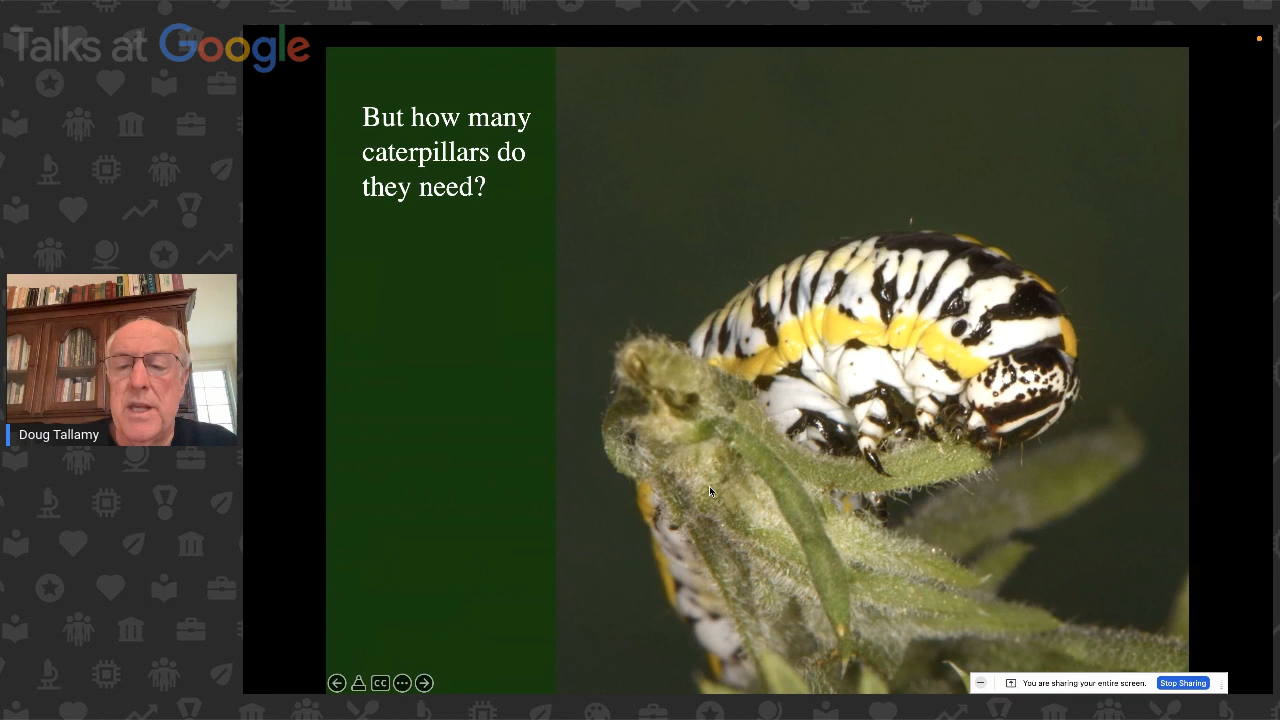 Talks at Google
But how many
caterpillars do
they need?
Doug Tallamy
CC
You are sharing your entire screen.
Stop Sharing